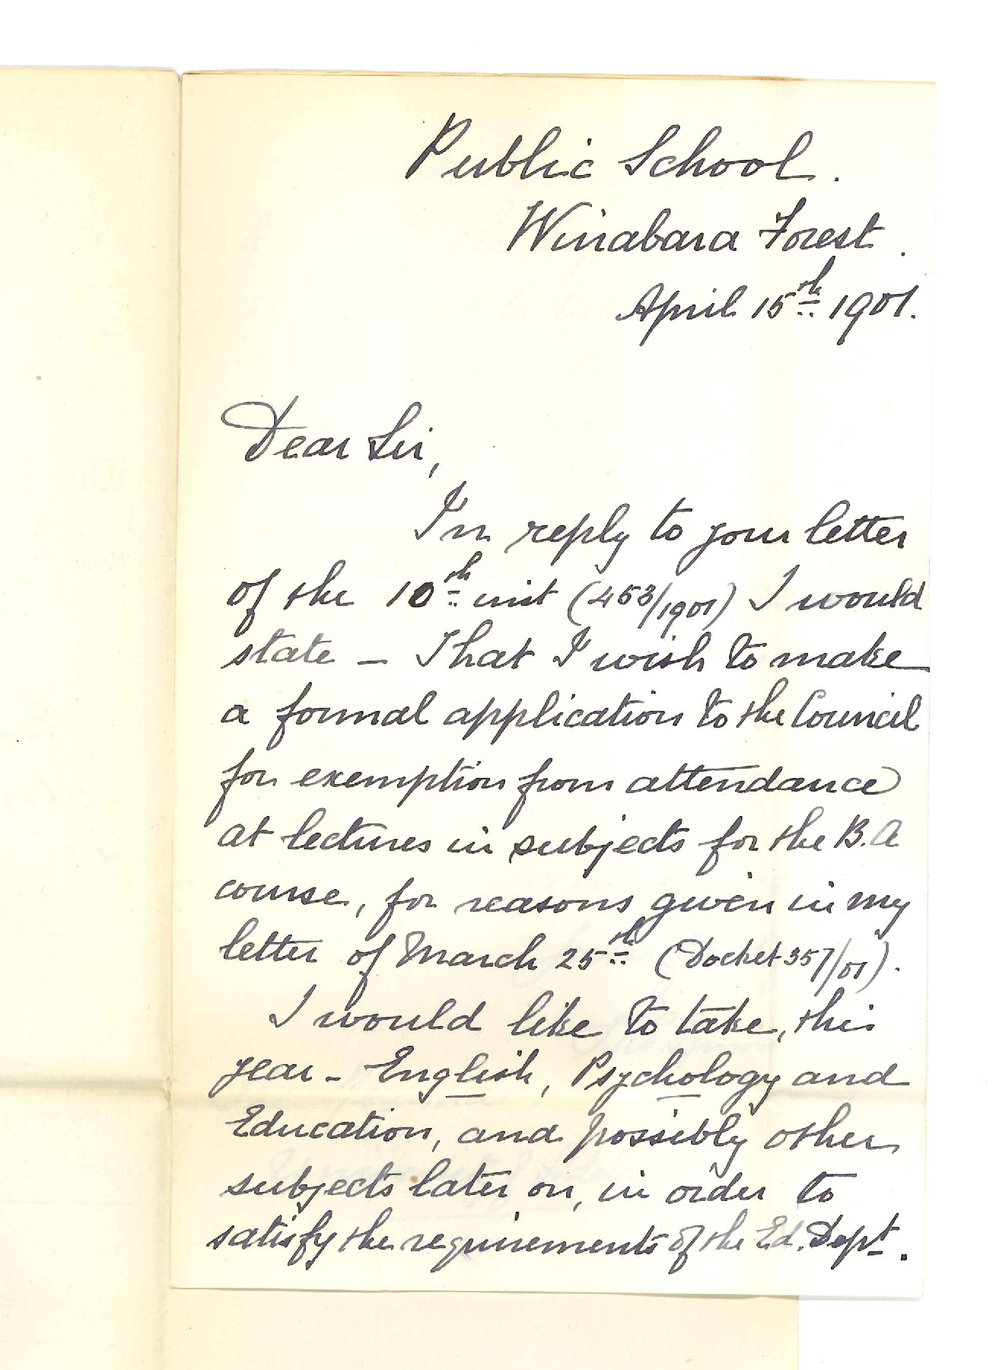 Public School.
Wirrabara Forest.
April 15th 1901.
Dear Sir,
In reply to your letter
of the 10th inst (453/1901) I would
state – That I wish to make
a formal application to the Council
for exemption from attendance
at lectures in subjects for the B.A
course, for reasons given in my
letter of March 25th (Docket 357/01).
I would like to take, this
year – English, Psychology and
Education, and possibly other
subjects later on, in order to
satisfy the requirements of the Ed. Dept.